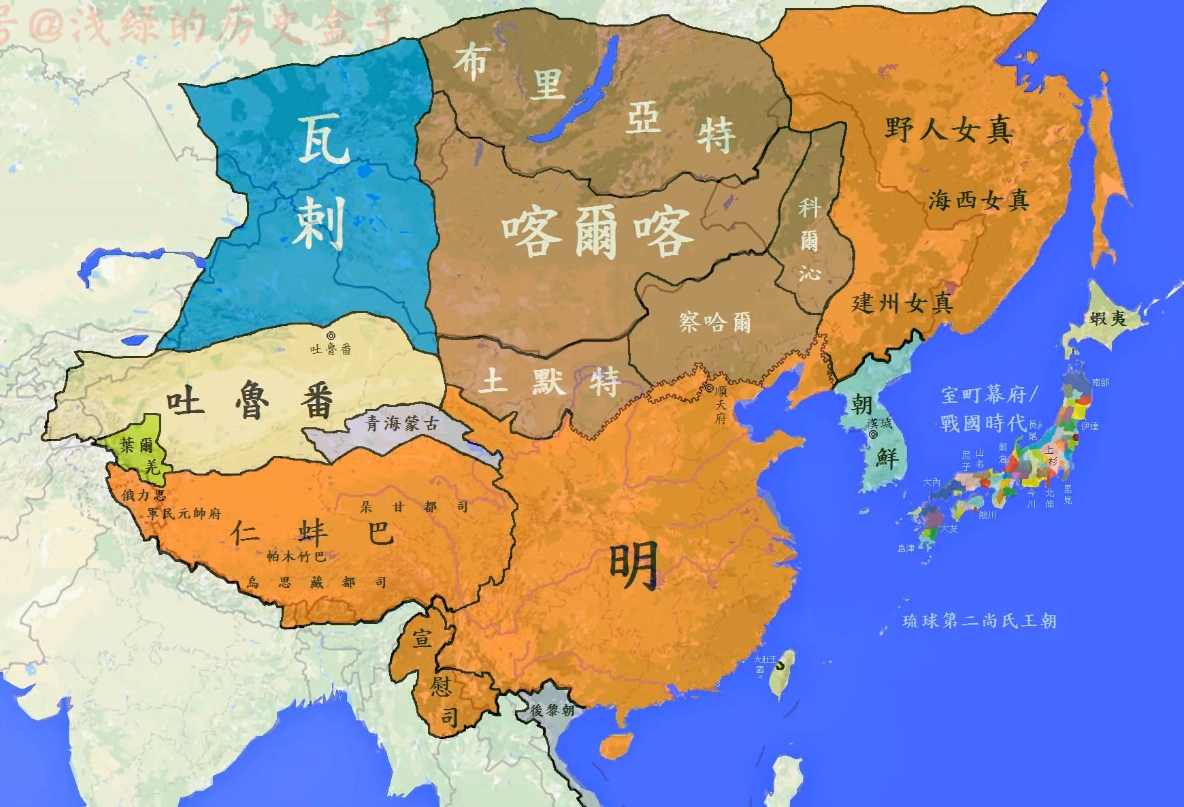 号@浅绿的历史盒子
布里亞特
瓦剌
野人女真
海西女真
喀爾喀
科爾沁
建州女真
察哈爾
蝦夷
吐魯番
土默特
順天府
吐魯番
青海蒙古
葉爾羌
朝鮮
漢城
室町幕府/
戰國時代
南部
伊達
長尾
上杉
朝倉
山名
尼子
大內
今川
北條
里見
細川
大友
島津
俄力思
軍民元帥府
朵甘都司
仁蚌巴
帕木竹巴
烏思藏都司
明
琉球第二尚氏王朝
宣慰司
大肚王國
後黎朝